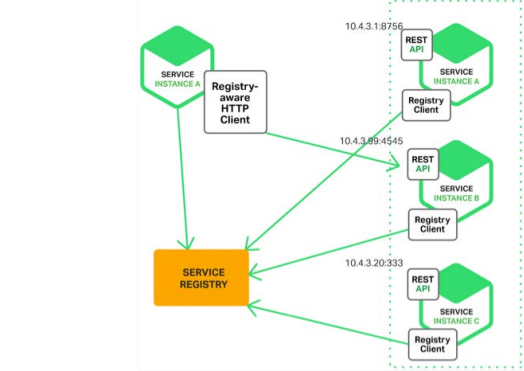 10.4.3.1:8756
REST
API
SERVICE
INSTANCE A
Registry
Client
SERVICE
INSTANCE A
Registry-
aware
HTTP
Client
10.4.3.99:4545
REST
API
SERVICE
INSTANCE B
Registry
Client
SERVICE
REGISTRY
10.4.3.20:333
REST
API
SERVICE
INSTANCE C
Registry
Client